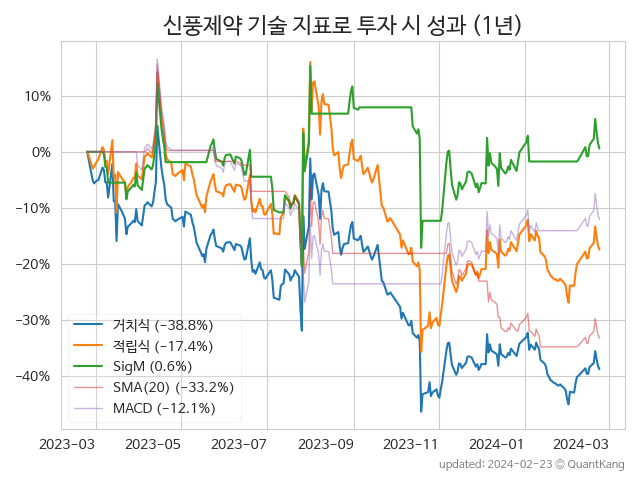 신풍제약 기술 지표로 투자 시 성과 (1년)
10%
0%
−10%
−20%
−30%
−40%
거치식 (−38.8%)
적립식 (−17.4%)
SigM (0.6%)
SMA(20) (−33.2%)
MACD (−12.1%)
2023-03 2023-05 2023-07 2023-09 2023-11 2024-01 2024-03
updated: 2024-02-23 ⓒ QuantKang